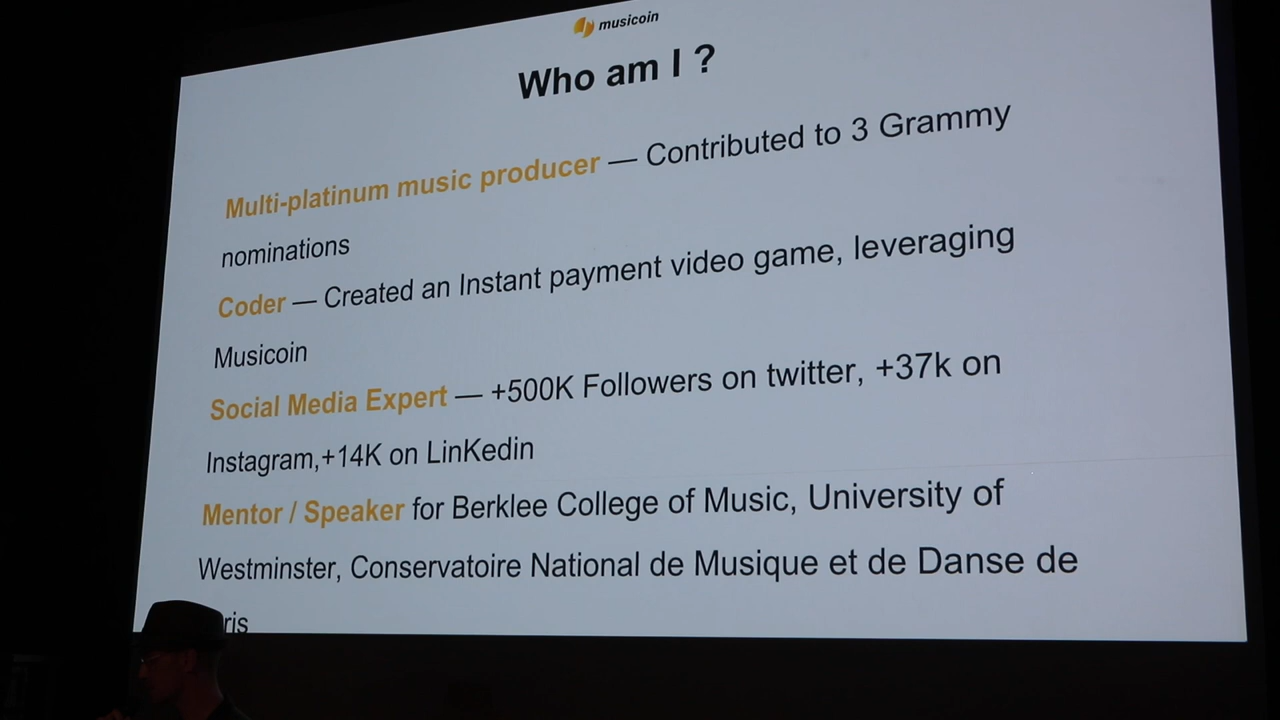 musicoin
Who am I ?
Multi-platinum music producer — Contributed to 3 Grammy
nominations
Coder — Created an Instant payment video game, leveraging
Musicoin
Social Media Expert — +500K Followers on twitter, +37k on
Instagram,+14K on LinKedin
Mentor / Speaker for Berklee College of Music, University of
Westminster, Conservatoire National de Musique et de Danse de
ris